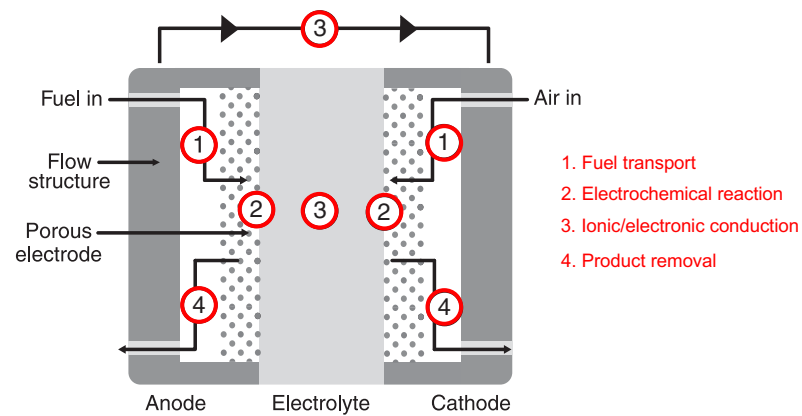 3
Fuel in
Air in
1
1
Flow
structure
1. Fuel transport
2. Electrochemical reaction
3. Ionic/electronic conduction
4. Product removal
2
3
2
Porous
electrode
4
4
Anode
Electrolyte
Cathode